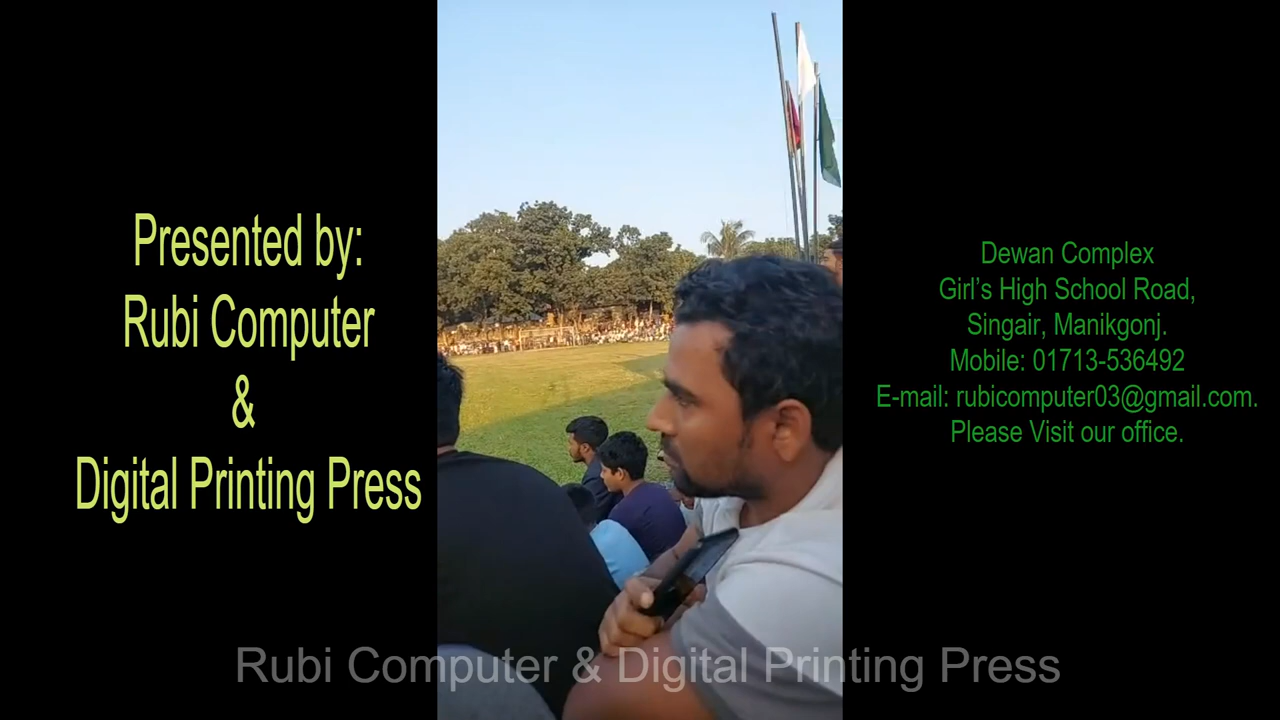 Presented by:
Rubi Computer
&
Digital Printing Press
Dewan Complex
Girl's High School Road,
Singair, Manikgonj.
Mobile: 01713-536492
E-mail: rubicomputer03@gmail.com.
Please Visit our office.
Rubi Computer & Digital Printing Press